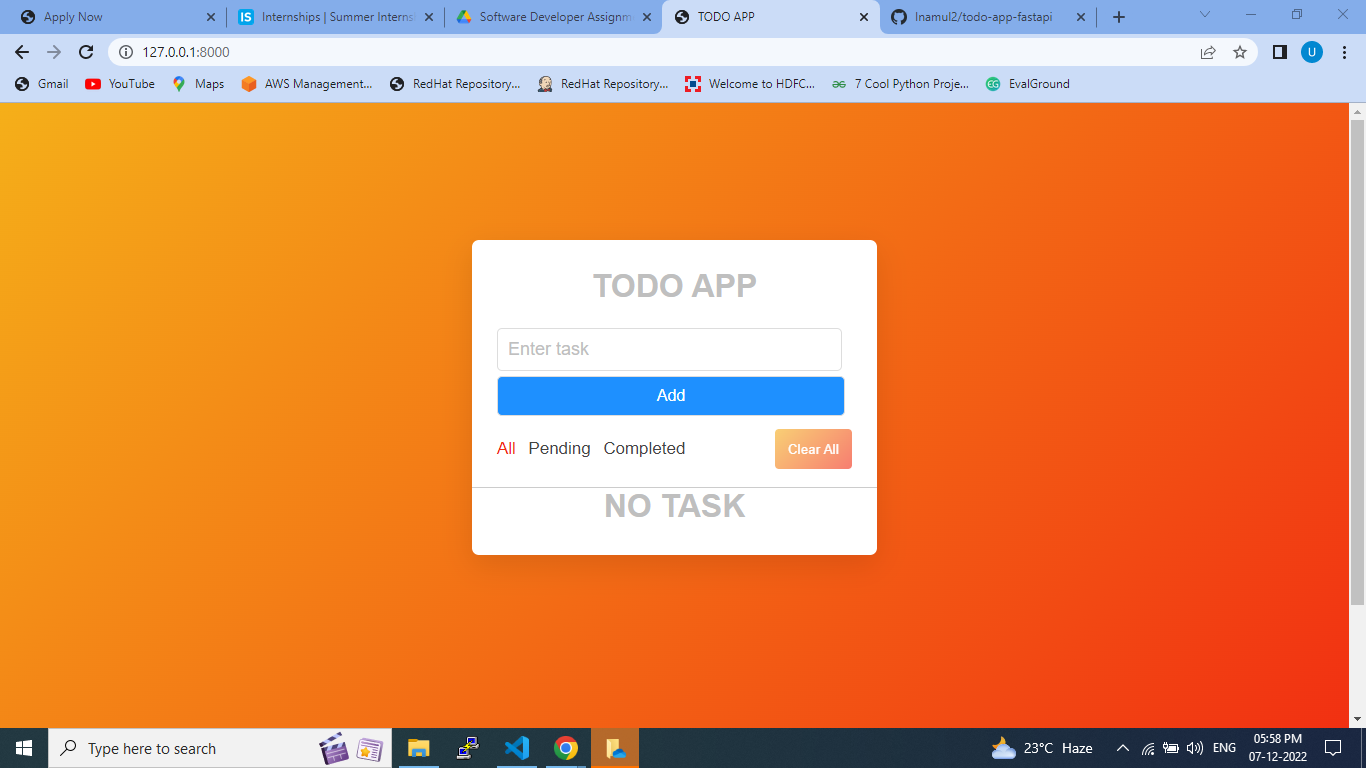 Apply Now
IS Internships | Summer Interns
Software Developer Assignm
TODO APP
Inamul2/todo-app-fastapi
127.0.0.1:8000
U
Gmail
YouTube
Maps
AWS Management...
RedHat Repository...
RedHat Repository...
Welcome to HDFC...
7 Cool Python Proje...
EG EvalGround
TODO APP
Enter task
Add
All Pending Completed Clear All
NO TASK
Type here to search
23°C Haze
ENG
05:58 PM
07-12-2022